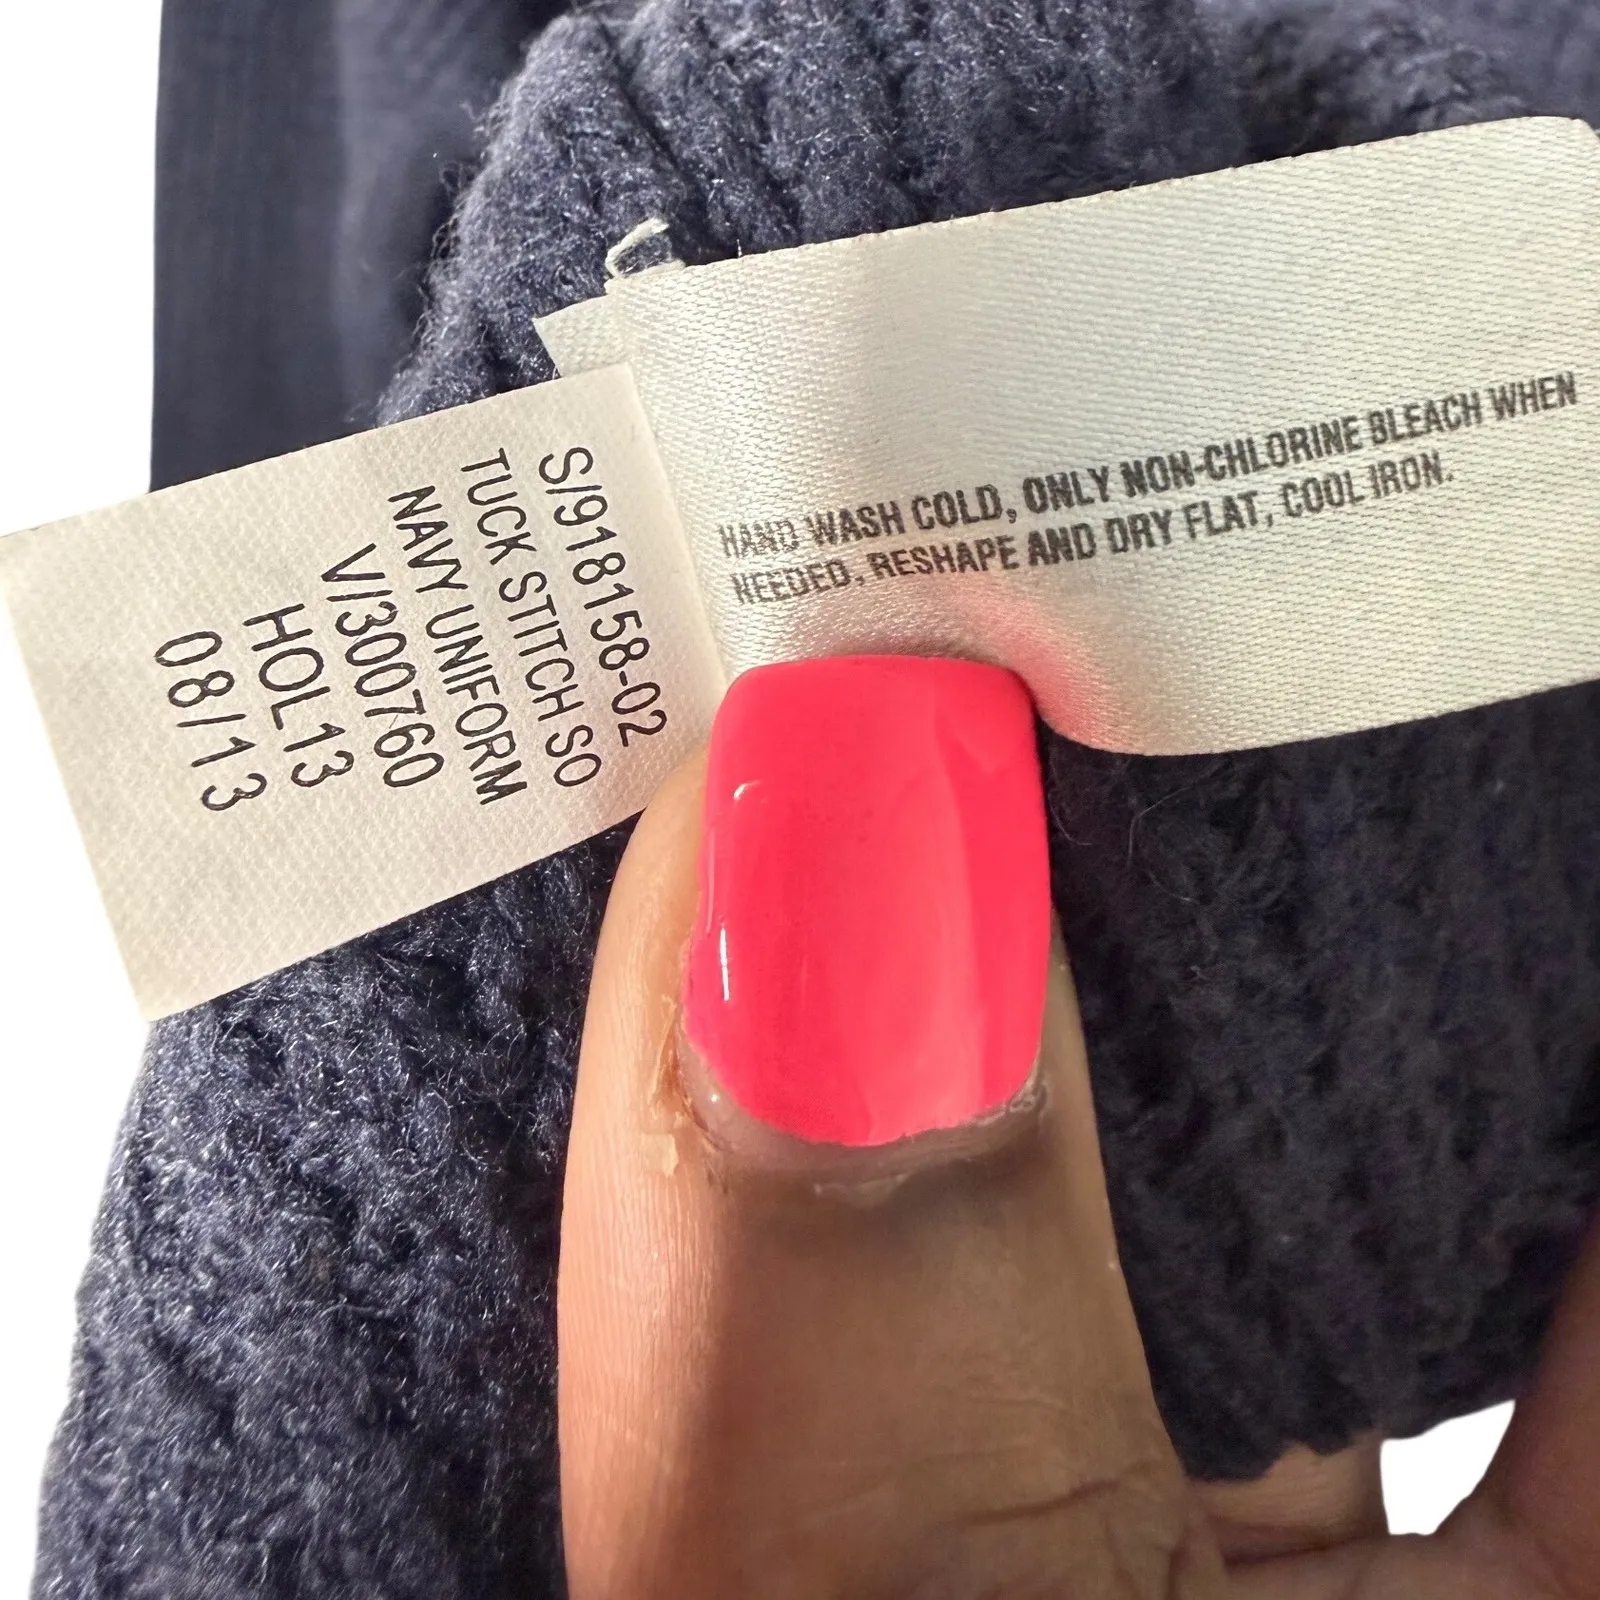 S/918158-02
TUCK STITCH SO
NAVY UNIFORM
V/300760
HOL13
08/13
HAND WASH COLD, ONLY NON-CHLORINE BLEACH WHEN
NEEDED, RESHAPE AND DRY FLAT, COOL IRON.